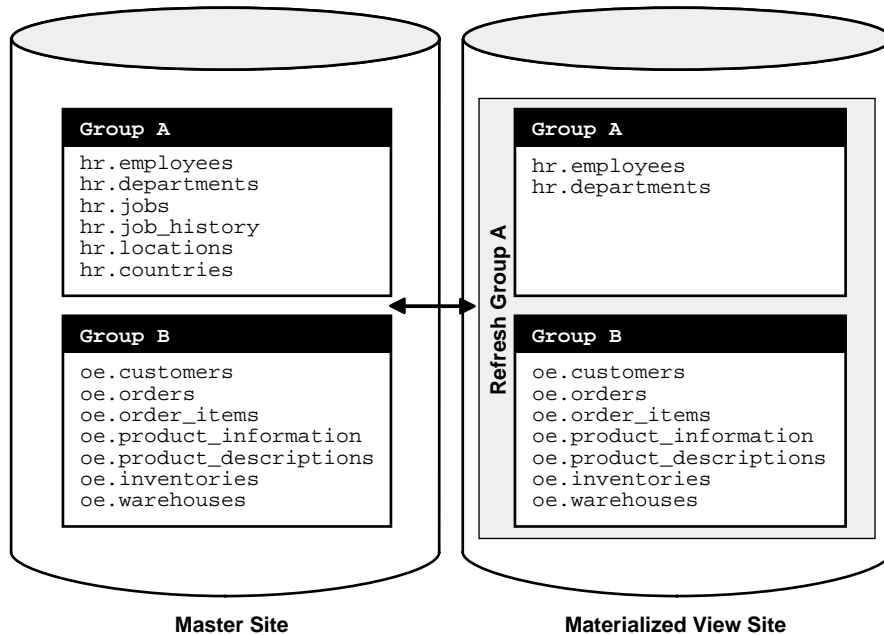 Group A
hr.employees
hr.departments
hr.jobs
hr.job_history
hr.locations
hr.countries
Group B
oe.customers
oe.orders
oe.order_items
oe.product_information
oe.product_descriptions
oe.inventories
oe.warehouses
Master Site
Refresh Group A
Group A
hr.employees
hr.departments
Group B
oe.customers
oe.orders
oe.order_items
oe.product_information
oe.product_descriptions
oe.inventories
oe.warehouses
Materialized View Site